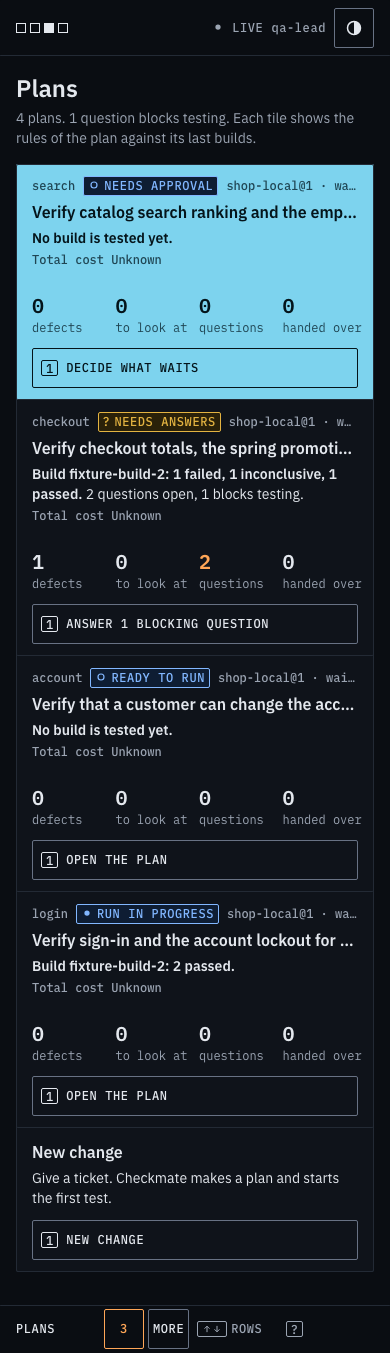 LIVE qa-lead
Plans
4 plans. 1 question blocks testing. Each tile shows the
rules of the plan against its last builds.
search NEEDS APPROVAL shop-local@1 · wa…
Verify catalog search ranking and the emp…
No build is tested yet.
Total cost Unknown
0 0 0 0
defects to look at questions handed over
1 DECIDE WHAT WAITS
checkout ? NEEDS ANSWERS shop-local@1 · w…
Verify checkout totals, the spring promoti…
Build fixture-build-2: 1 failed, 1 inconclusive, 1
passed. 2 questions open, 1 blocks testing.
Total cost Unknown
1 0 2 0
defects to look at questions handed over
1 ANSWER 1 BLOCKING QUESTION
account READY TO RUN shop-local@1 · wai…
Verify that a customer can change the acc…
No build is tested yet.
Total cost Unknown
0 0 0 0
defects to look at questions handed over
1 OPEN THE PLAN
login RUN IN PROGRESS shop-local@1 · wa…
Verify sign-in and the account lockout for …
Build fixture-build-2: 2 passed.
Total cost Unknown
0 0 0 0
defects to look at questions handed over
1 OPEN THE PLAN
New change
Give a ticket. Checkmate makes a plan and starts
the first test.
1 NEW CHANGE
PLANS 3 MORE ↑↓ ROWS ?